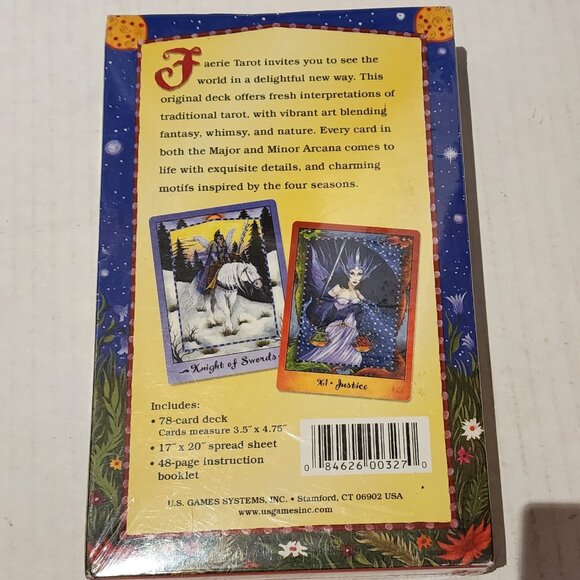 Faerie Tarot invites you to see the
world in a delightful new way. This
original deck offers fresh interpretations of
traditional tarot, with vibrant art blending
fantasy, whimsy, and nature. Every card in
both the Major and Minor Arcana comes to
life with exquisite details, and charming
motifs inspired by the four seasons.
Knight of Swords
XI • Justice
Includes:
• 78-card deck
Cards measure 3.5" x 4.75"
• 17" x 20" spread sheet
• 48-page instruction
booklet
0 84626 00327 0
U.S. GAMES SYSTEMS, INC. • Stamford, CT 06902 USA
www.usgamesinc.com